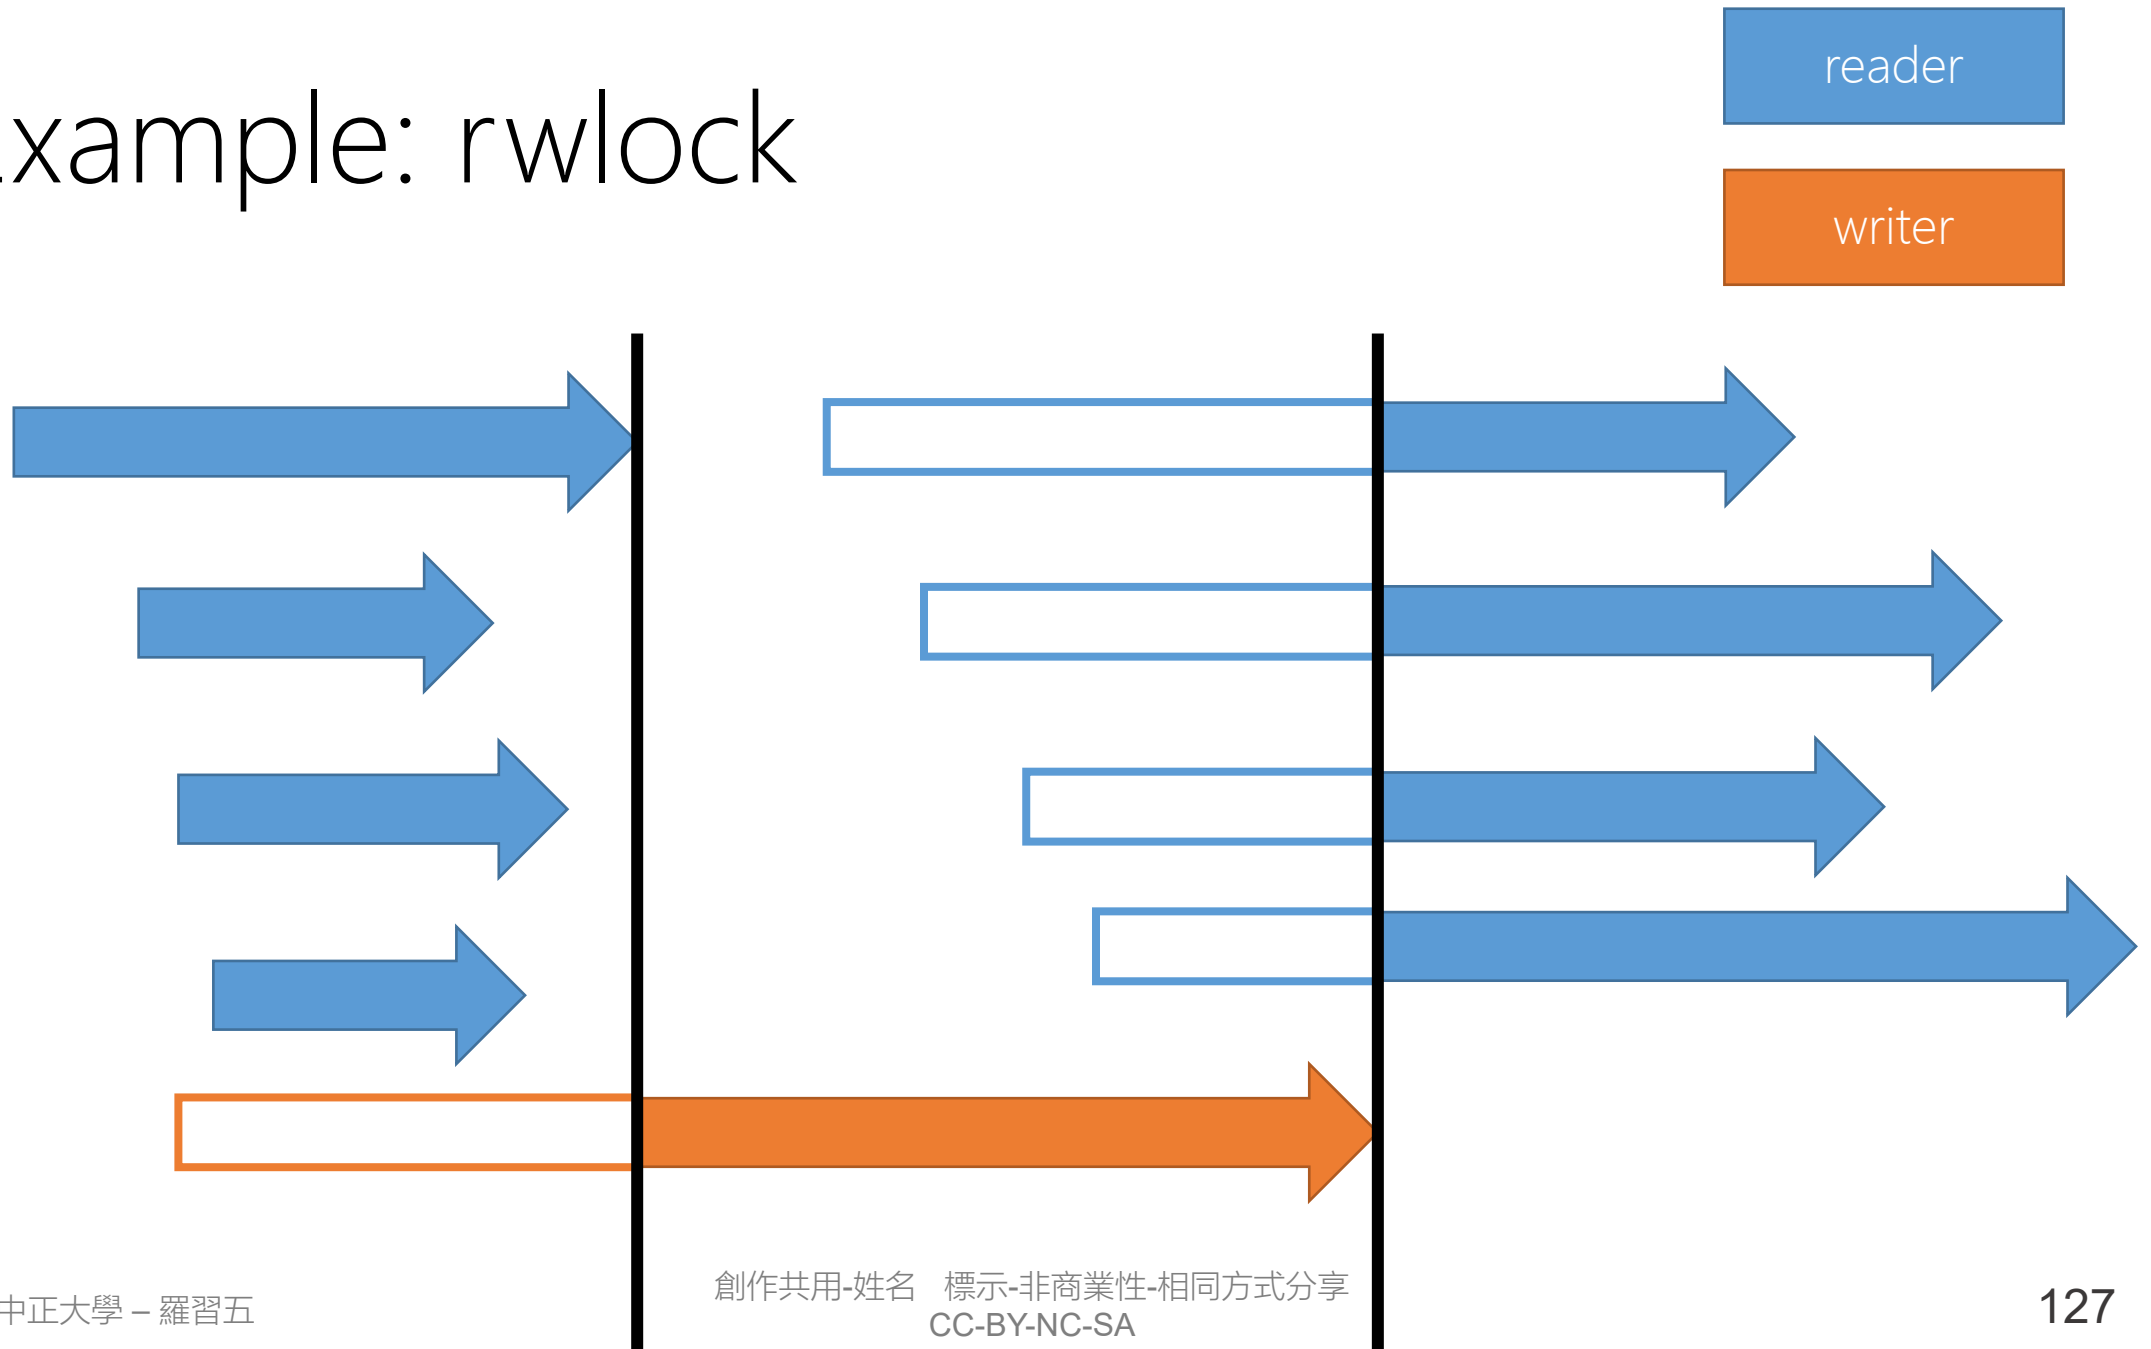 xample: rwlock
reader
writer
中正大學 – 羅習五
創作共用-姓名 標示-非商業性-相同方式分享
CC-BY-NC-SA
127